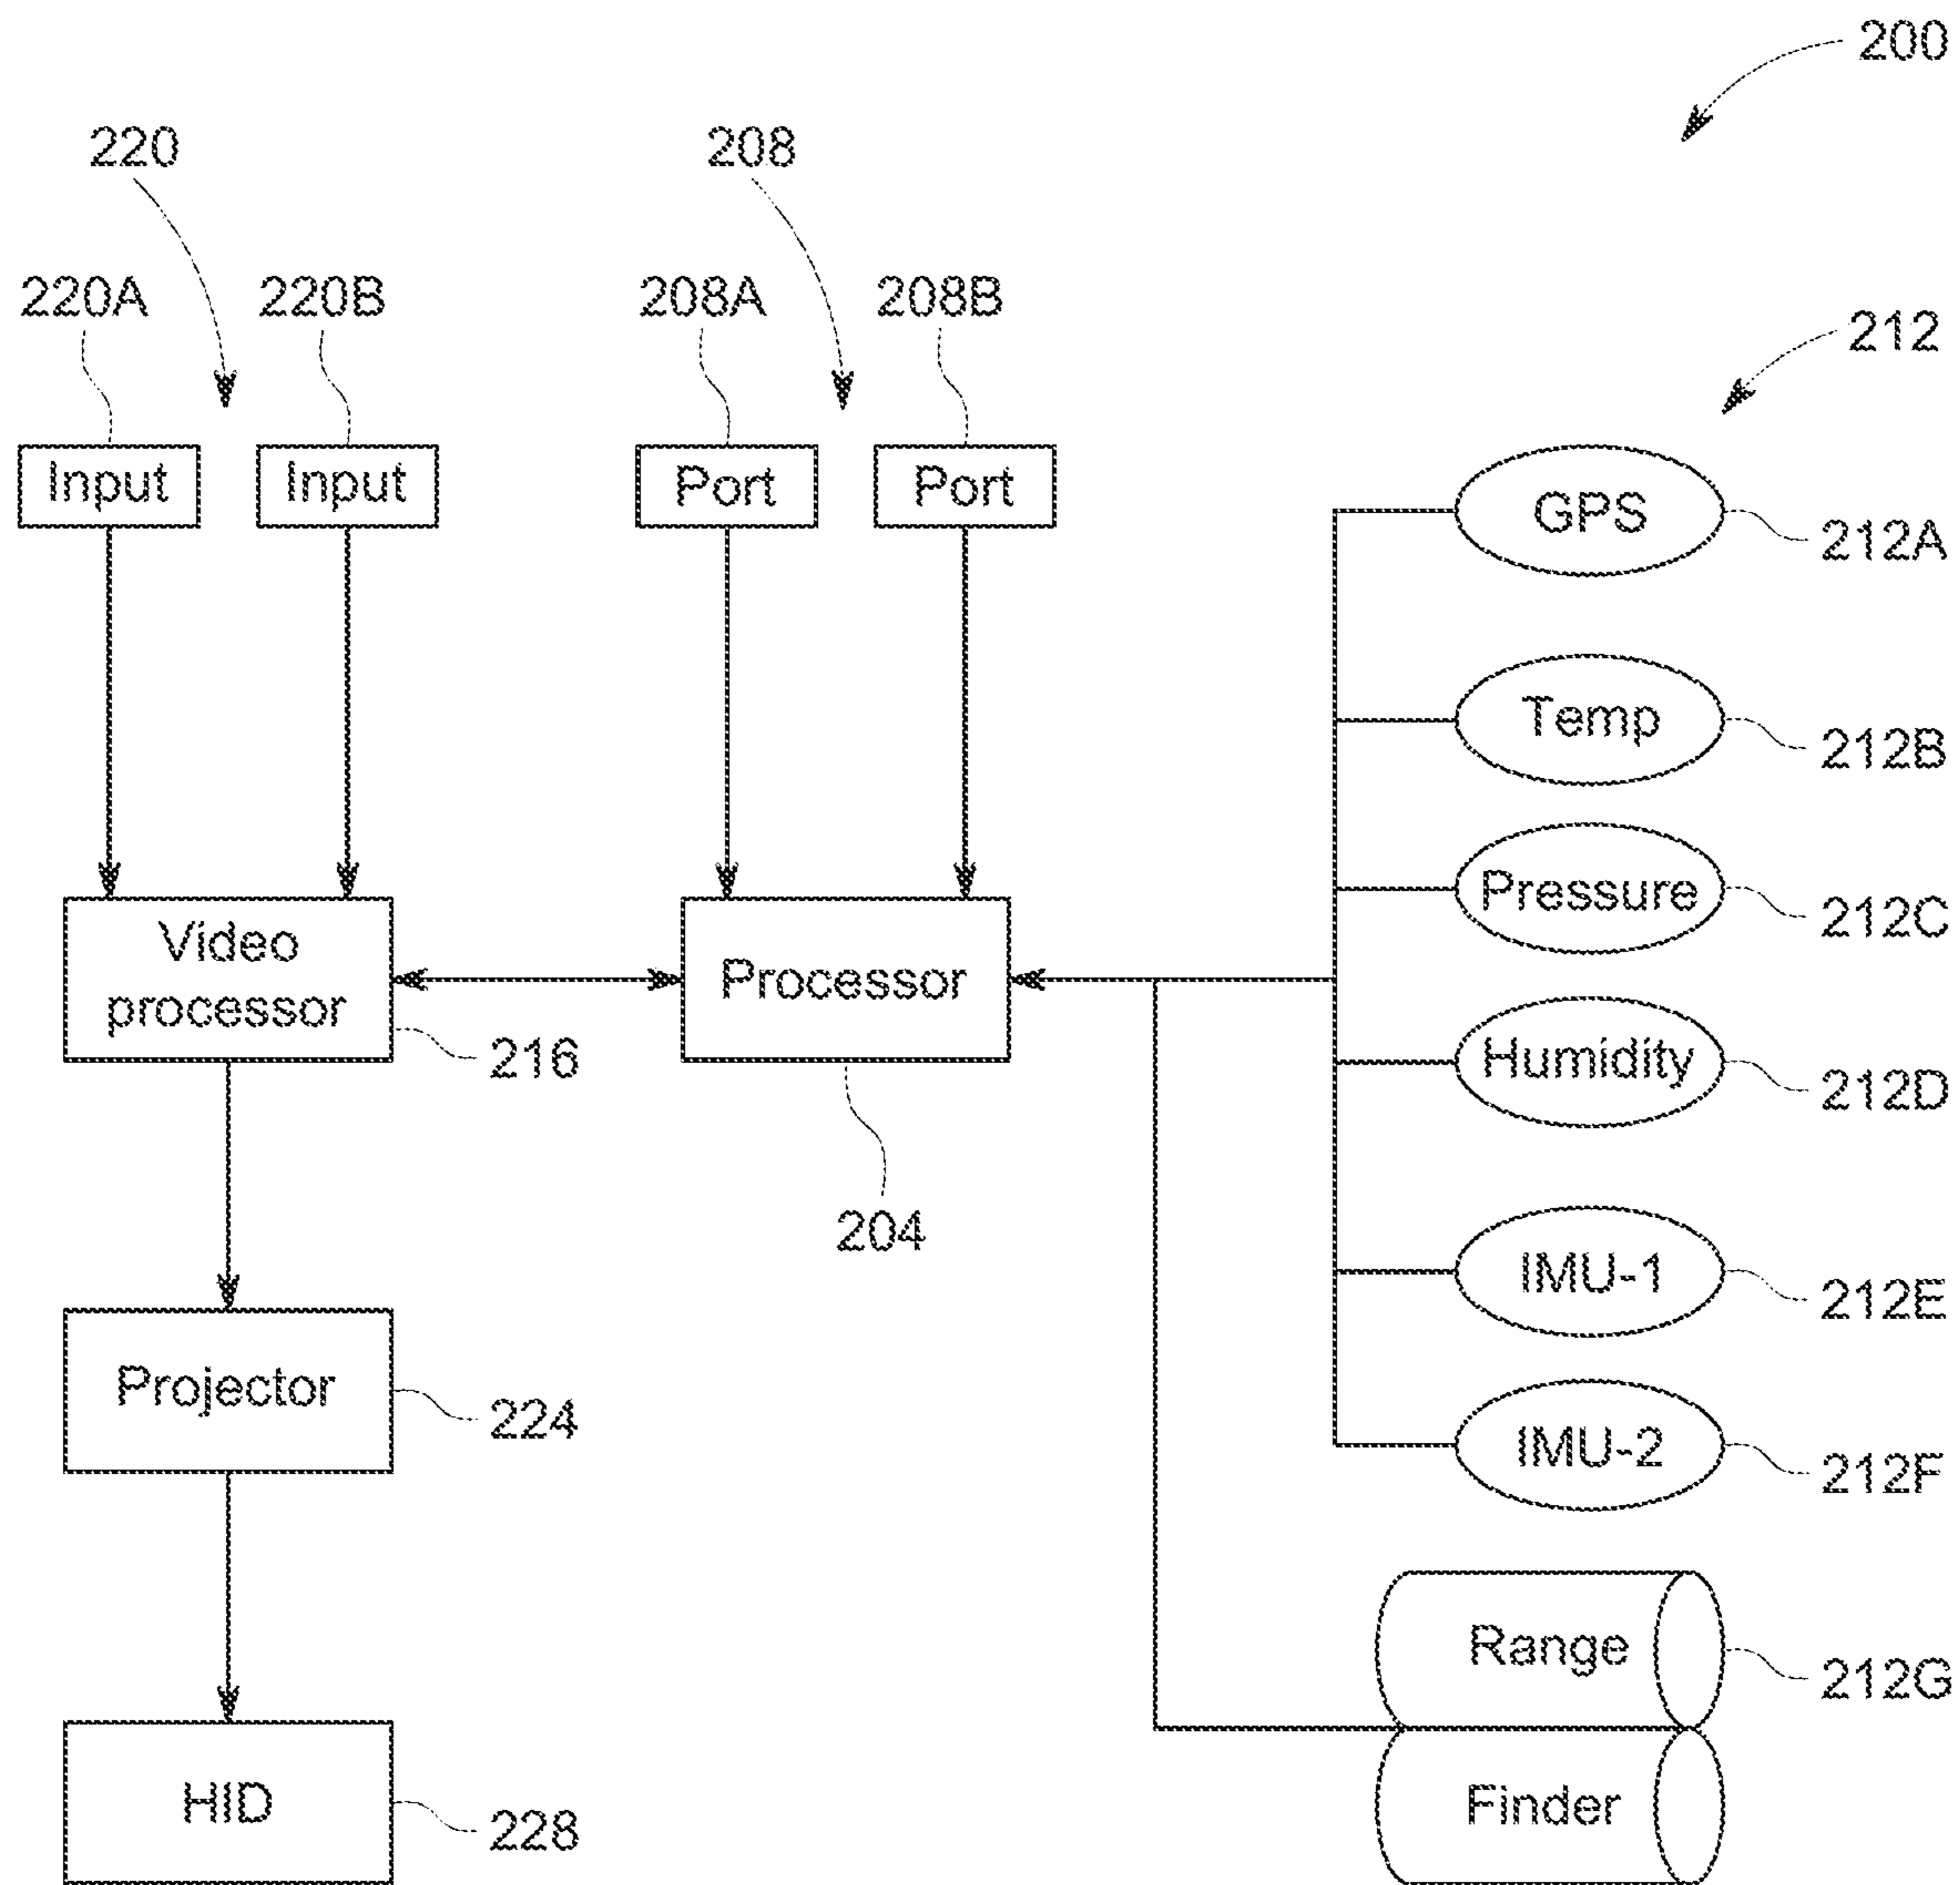 200
220
208
220A
220B
208A
208B
212
Input
Input
Port
Port
GPS
212A
Temp
212B
Pressure
212C
Video
processor
216
Processor
204
Humidity
212D
IMU-1
212E
Projector
224
IMU-2
212F
Range
212G
Finder
HID
228